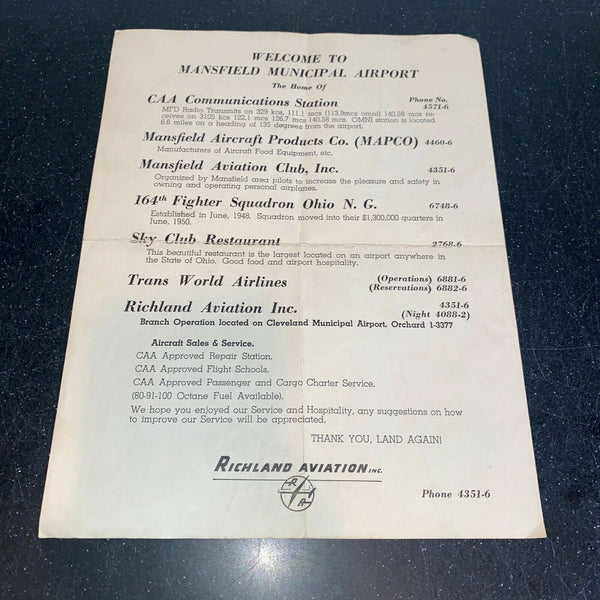 WELCOME TO
MANSFIELD MUNICIPAL AIRPORT
The Home Of
CAA Communications Station Phone No. 4571-6
MFD Radio Transmits on 329 kcs, 111.1 mcs (113.9mcs omni) 140.58 mcs re-
ceives on 3105 kcs 122.1 mcs 126.7 mcs 140.58 mcs. OMNI station is located
6.6 miles on a heading of 135 degrees from the airport.
Mansfield Aircraft Products Co. (MAPCO) 4460-6
Manufacturers of Aircraft Food Equipment, etc.
Mansfield Aviation Club, Inc. 4351-6
Organized by Mansfield area pilots to increase the pleasure and safety in
owning and operating personal airplanes.
164th Fighter Squadron Ohio N. G. 6748-6
Established in June, 1948. Squadron moved into their $1,300,000 quarters in
June, 1950.
Sky Club Restaurant 2768-6
This beautiful restaurant is the largest located on an airport anywhere in
the State of Ohio. Good food and airport hospitality.
Trans World Airlines (Operations) 6881-6
(Reservations) 6882-6
Richland Aviation Inc. 4351-6
(Night 4088-2)
Branch Operation located on Cleveland Municipal Airport, Orchard 1-3377
Aircraft Sales & Service.
CAA Approved Repair Station.
CAA Approved Flight Schools.
CAA Approved Passenger and Cargo Charter Service.
(80-91-100 Octane Fuel Available).
We hope you enjoyed our Service and Hospitality, any suggestions on how
to improve our Service will be appreciated.
THANK YOU, LAND AGAIN!
RICHLAND AVIATION INC.
R
A
Phone 4351-6